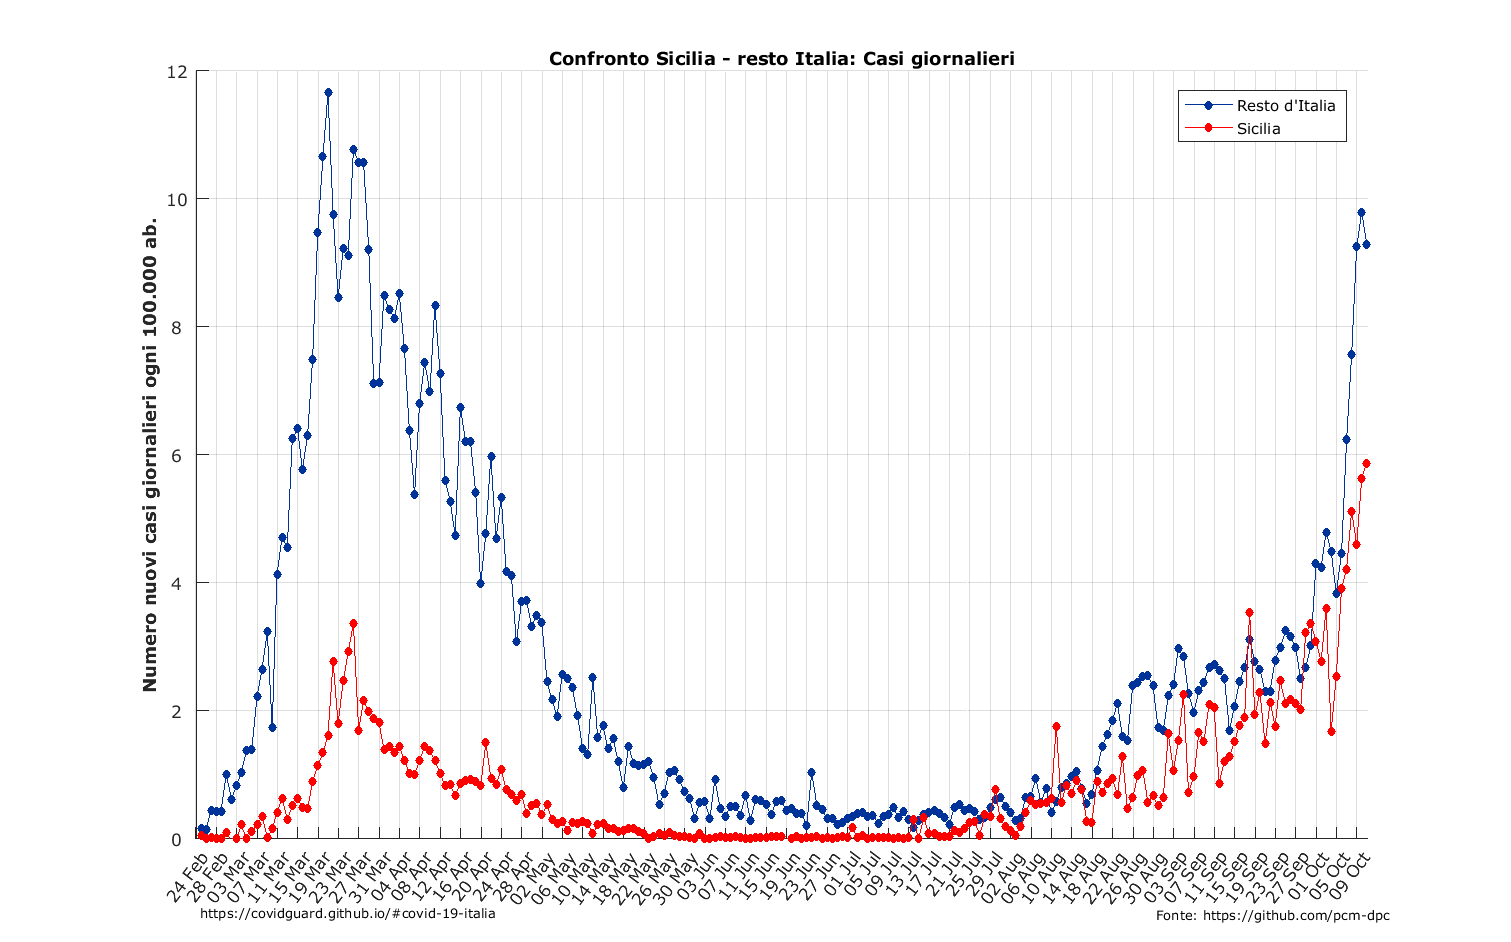 Confronto Sicilia - resto Italia: Casi giornalieri
Resto d'Italia
Sicilia
Numero nuovi casi giornalieri ogni 100.000 ab.
12
10
8
6
4
2
0
24 Feb
28 Feb
03 Mar
07 Mar
11 Mar
15 Mar
19 Mar
23 Mar
27 Mar
31 Mar
04 Apr
08 Apr
12 Apr
16 Apr
20 Apr
24 Apr
28 Apr
02 May
06 May
10 May
14 May
18 May
22 May
26 May
30 May
03 Jun
07 Jun
11 Jun
15 Jun
19 Jun
23 Jun
27 Jun
01 Jul
05 Jul
09 Jul
13 Jul
17 Jul
21 Jul
25 Jul
29 Jul
02 Aug
06 Aug
10 Aug
14 Aug
18 Aug
22 Aug
26 Aug
30 Aug
03 Sep
07 Sep
11 Sep
15 Sep
19 Sep
23 Sep
27 Sep
01 Oct
05 Oct
09 Oct
https://covidguard.github.io/#covid-19-italia
Fonte: https://github.com/pcm-dpc